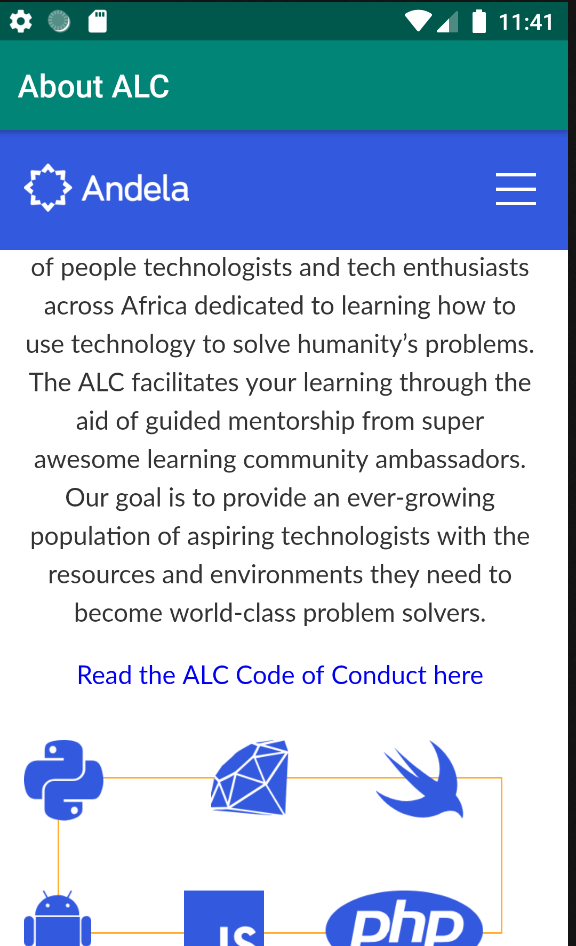 11:41
About ALC
Andela
of people technologists and tech enthusiasts
across Africa dedicated to learning how to
use technology to solve humanity’s problems.
The ALC facilitates your learning through the
aid of guided mentorship from super
awesome learning community ambassadors.
Our goal is to provide an ever-growing
population of aspiring technologists with the
resources and environments they need to
become world-class problem solvers.
Read the ALC Code of Conduct here
JS
php